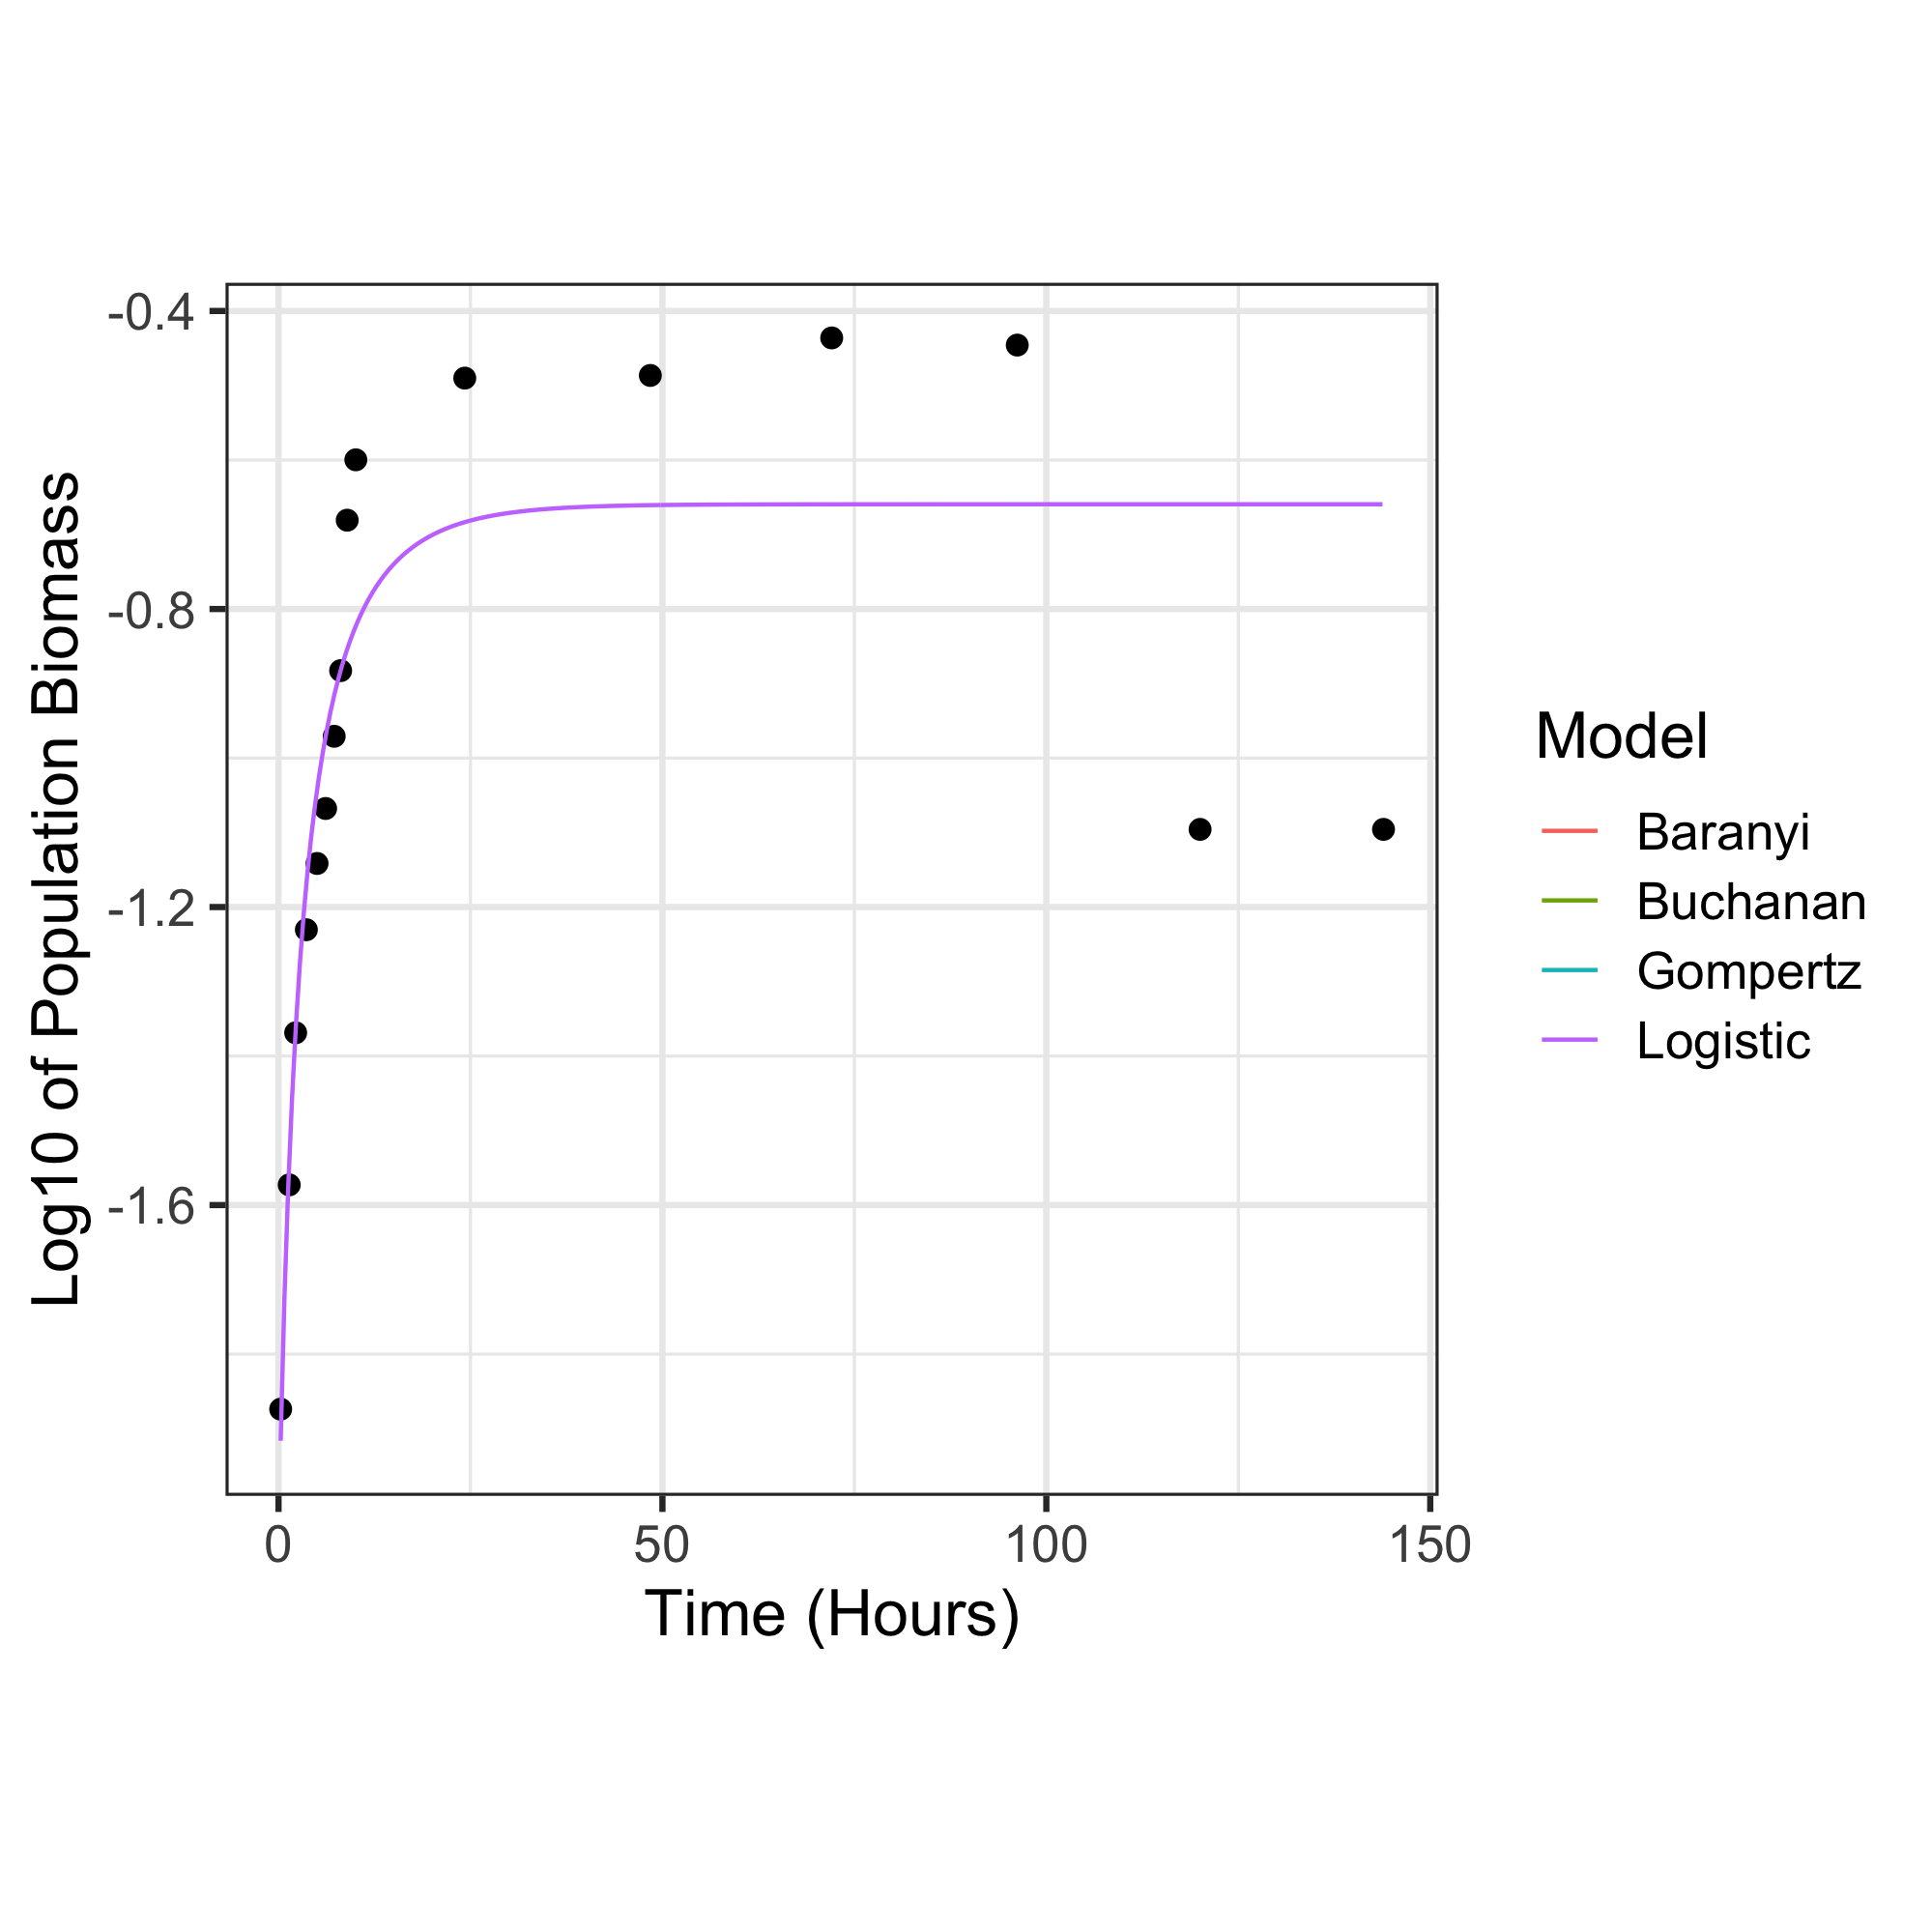 Log10 of Population Biomass
-0.4
-0.8
-1.2
-1.6
0 50 100 150
Time (Hours)
Model
Baranyi
Buchanan
Gompertz
Logistic